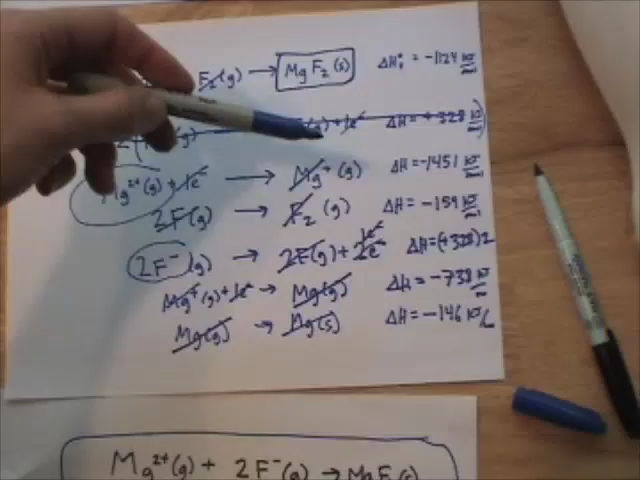 F₂(g) → MgF₂(s) ΔH°f = -1124 kJ/mol
ΔH = +328 kJ
Mg²⁺(g) + 1e⁻ → Mg⁺(g) ΔH = -1451 kJ/mol
2F(g) → F₂(g) ΔH = -159 kJ/mol
2F⁻(g) → 2F(g) + 2e⁻ ΔH = (+328)2
Mg⁺(g) + 1e⁻ → Mg(g) ΔH = -738 kJ
Mg(g) → Mg(s) ΔH = -146 kJ/
Mg²⁺(g) + 2F⁻(g) → MgF₂(s)